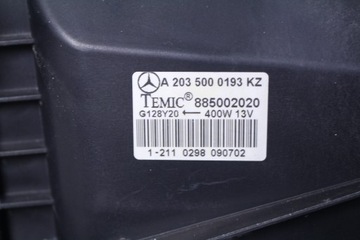 A 203 500 0193 KZ
TEMIC® 885002020
G128Y20 ← 400W 13V
1-211 0298 090702